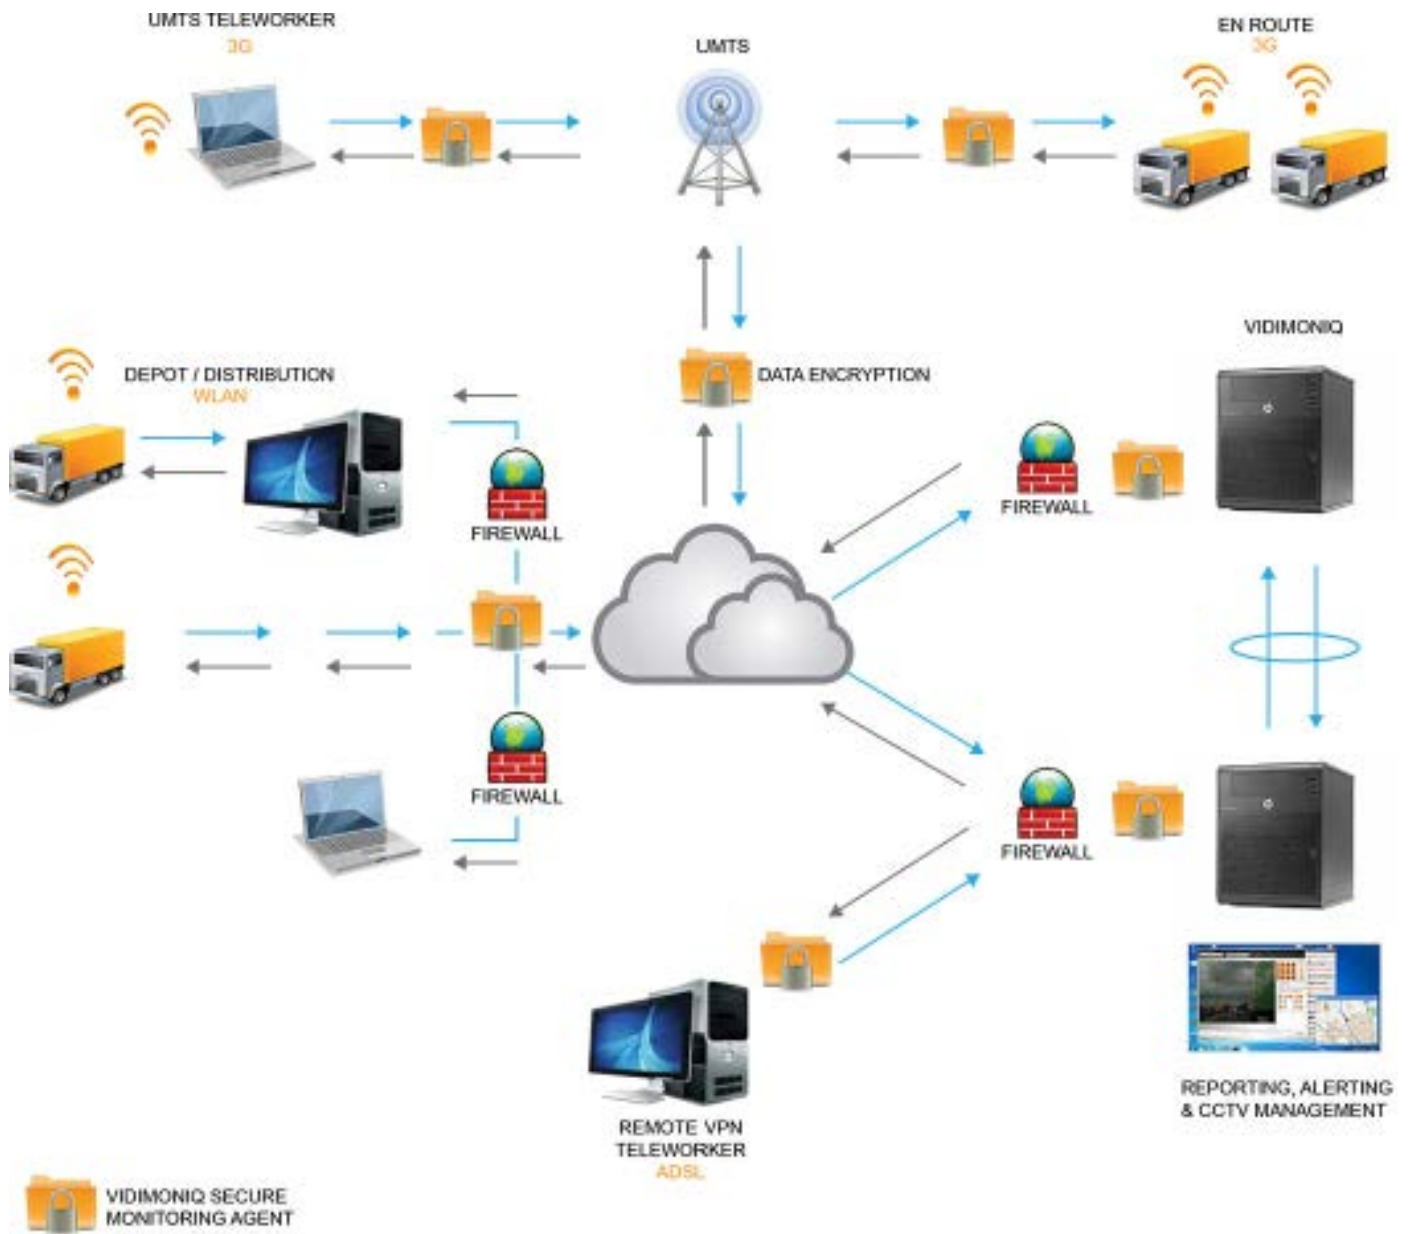 UMTS TELEWORKER
3G
UMTS
EN ROUTE
3G
VIDIMONIQ
DEPOT / DISTRIBUTION
WLAN
DATA ENCRYPTION
FIREWALL
FIREWALL
FIREWALL
FIREWALL
REPORTING, ALERTING
& CCTV MANAGEMENT
REMOTE VPN
TELEWORKER
ADSL
VIDIMONIQ SECURE
MONITORING AGENT